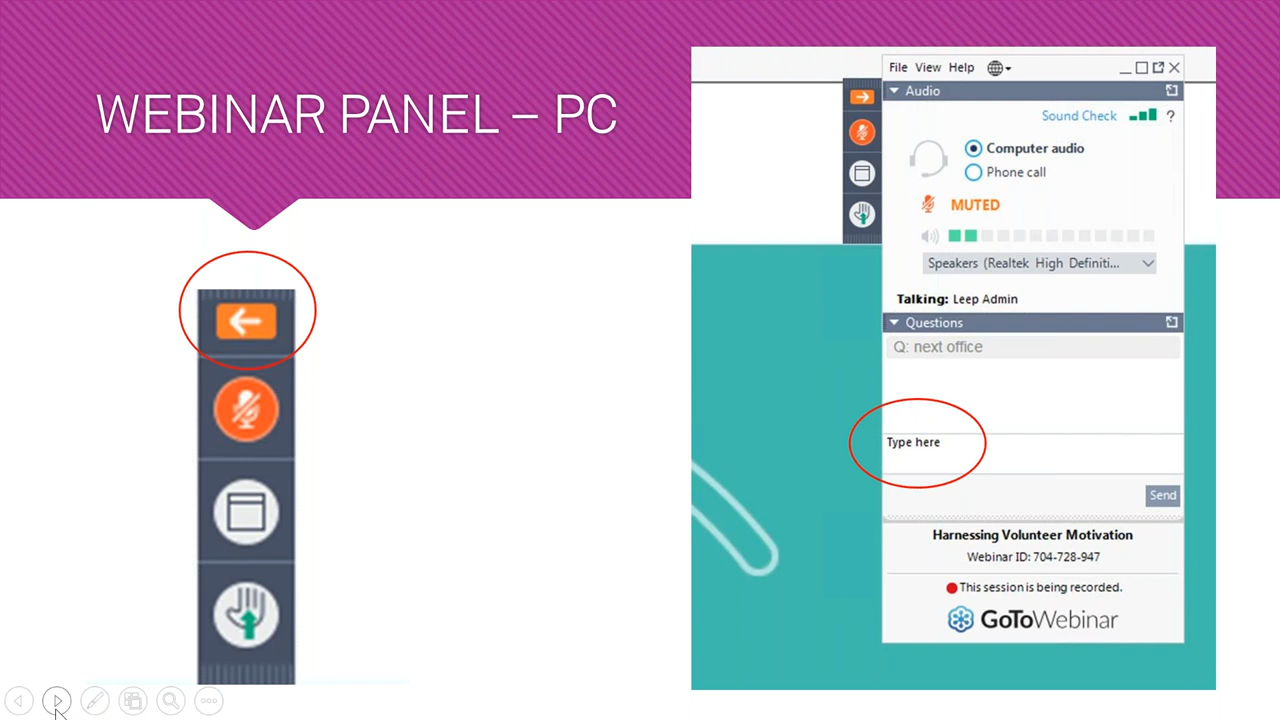 WEBINAR PANEL – PC
File View Help
Audio
Sound Check ?
Computer audio
Phone call
MUTED
Speakers (Realtek High Definiti...
Talking: Leep Admin
Questions
Q: next office
Type here
Send
Harnessing Volunteer Motivation
Webinar ID: 704-728-947
This session is being recorded.
GoToWebinar